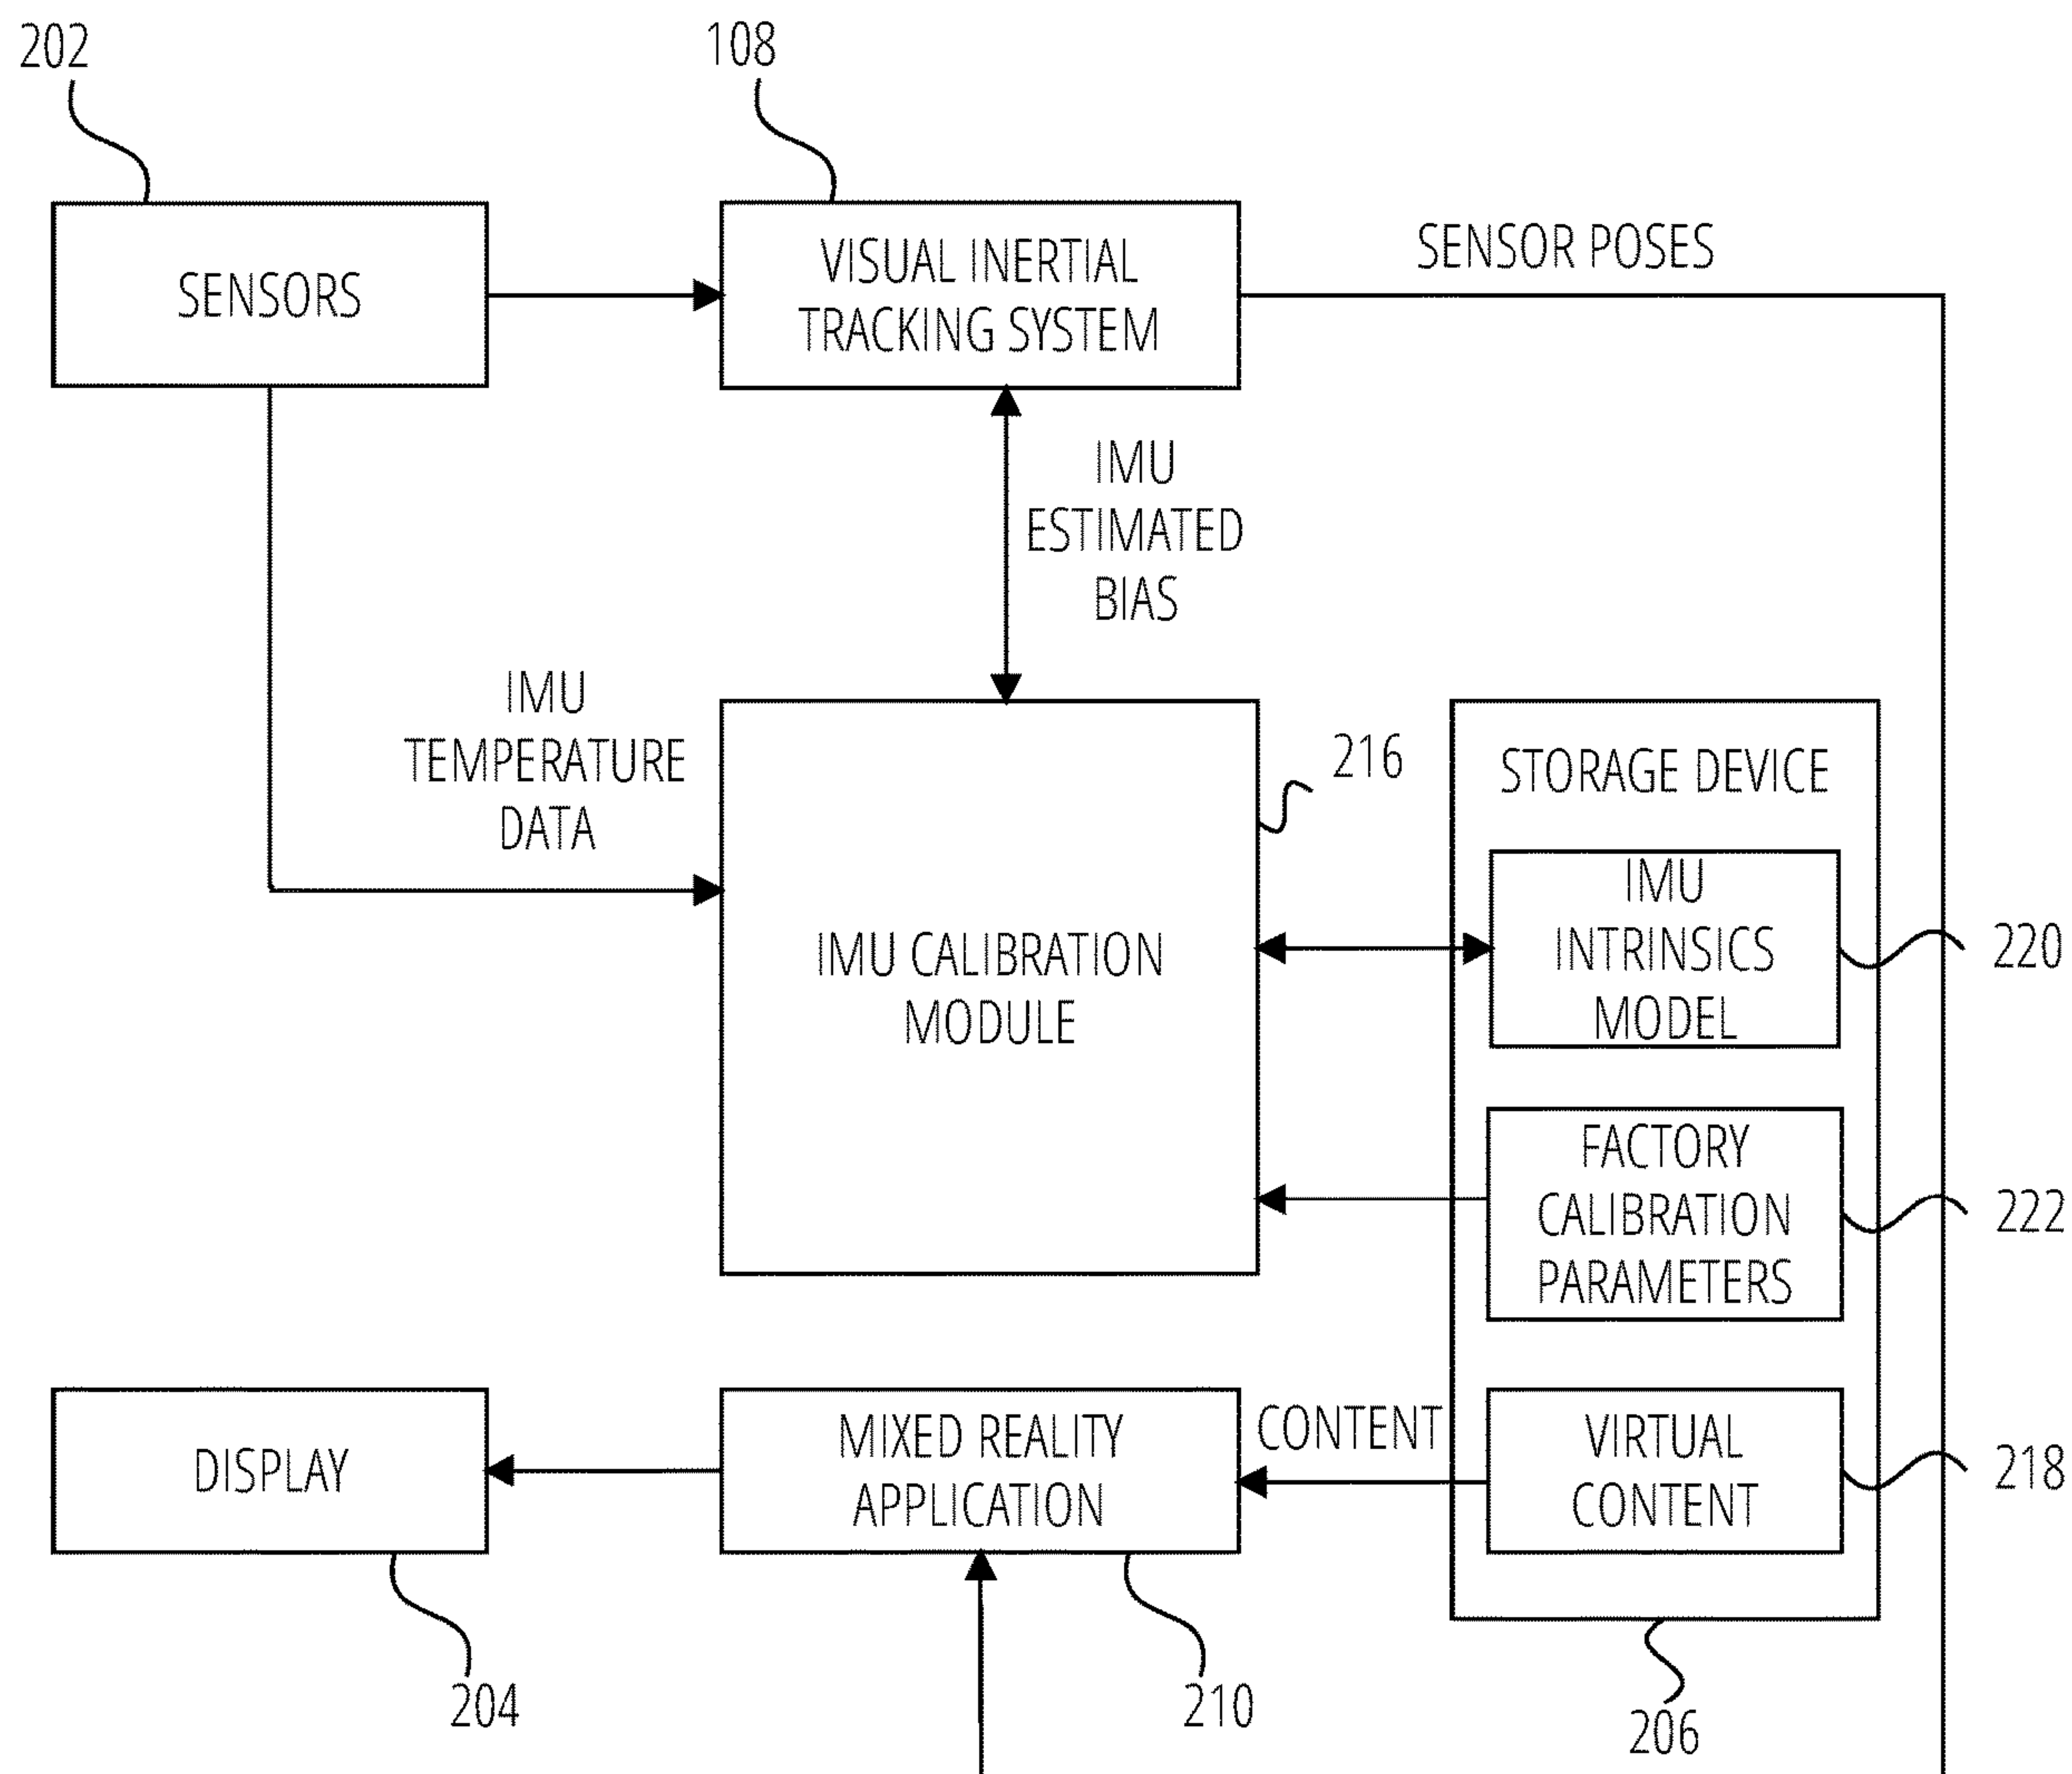 202
108
SENSORS
VISUAL INERTIAL
TRACKING SYSTEM
SENSOR POSES
IMU
ESTIMATED
BIAS
IMU
TEMPERATURE
DATA
216
STORAGE DEVICE
IMU
INTRINSICS
MODEL
220
IMU CALIBRATION
MODULE
FACTORY
CALIBRATION
PARAMETERS
222
DISPLAY
MIXED REALITY
APPLICATION
CONTENT
VIRTUAL
CONTENT
218
204
210
206